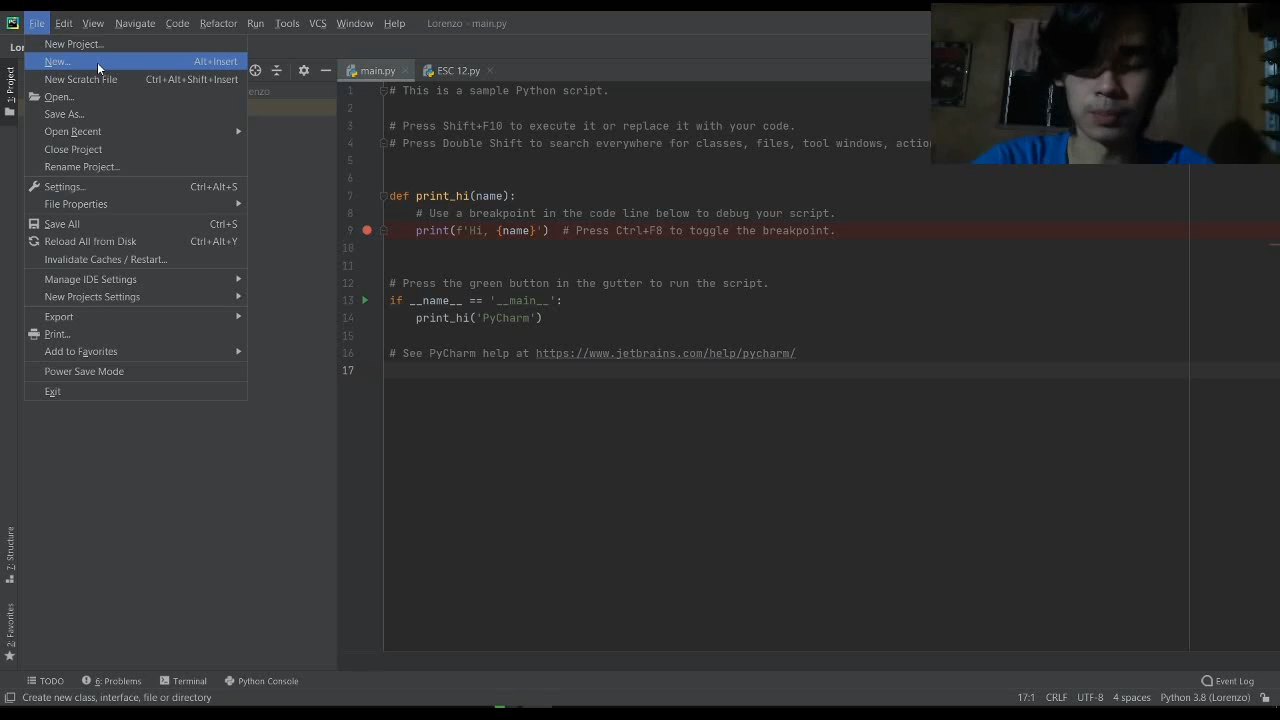 PC File Edit View Navigate Code Refactor Run Tools VCS Window Help Lorenzo - main.py
Lor
New Project...
New... Alt+Insert
New Scratch File Ctrl+Alt+Shift+Insert
Open...
Save As...
Open Recent
Close Project
Rename Project...
Settings... Ctrl+Alt+S
File Properties
Save All Ctrl+S
Reload All from Disk Ctrl+Alt+Y
Invalidate Caches / Restart...
Manage IDE Settings
New Projects Settings
Export
Print...
Add to Favorites
Power Save Mode
Exit
1: Project
7: Structure
2: Favorites
enzo
main.py ESC 12.py
1 # This is a sample Python script.
2
3 # Press Shift+F10 to execute it or replace it with your code.
4 # Press Double Shift to search everywhere for classes, files, tool windows, action
5
6
7 def print_hi(name):
8 # Use a breakpoint in the code line below to debug your script.
9 print(f'Hi, {name}') # Press Ctrl+F8 to toggle the breakpoint.
10
11
12 # Press the green button in the gutter to run the script.
13 if __name__ == '__main__':
14 print_hi('PyCharm')
15
16 # See PyCharm help at https://www.jetbrains.com/help/pycharm/
17
TODO 6: Problems Terminal Python Console Event Log
Create new class, interface, file or directory 17:1 CRLF UTF-8 4 spaces Python 3.8 (Lorenzo)